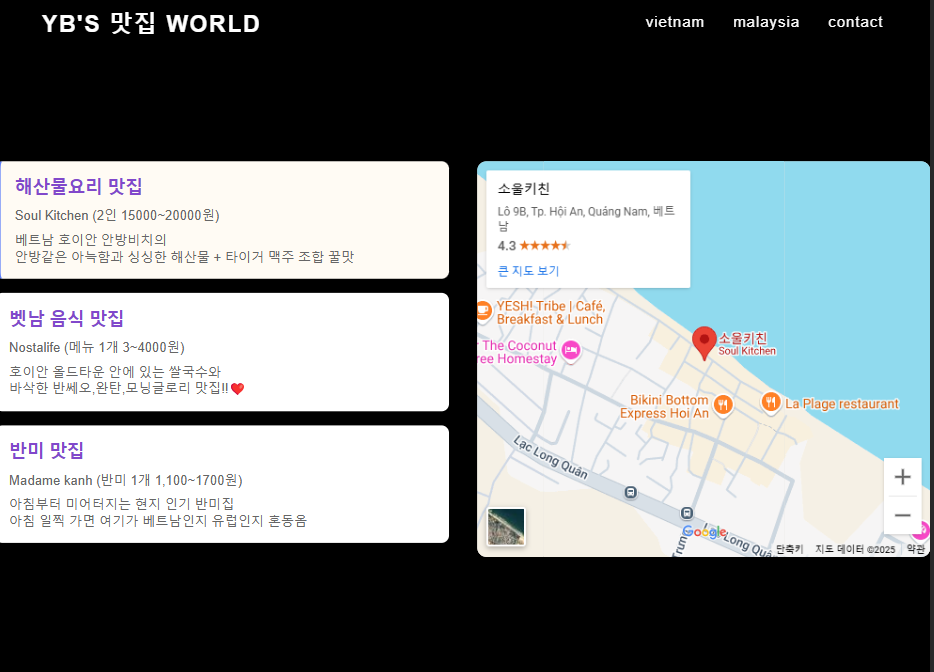 YB'S 맛집 WORLD
vietnam malaysia contact
해산물요리 맛집
Soul Kitchen (2인 15000~20000원)
베트남 호이안 안방비치의
안방같은 아늑함과 싱싱한 해산물 + 타이거 맥주 조합 꿀맛
벳남 음식 맛집
Nostalife (메뉴 1개 3~4000원)
호이안 올드타운 안에 있는 쌀국수와
바삭한 반쎄오,완탄,모닝글로리 맛집!!❤️
반미 맛집
Madame kanh (반미 1개 1,100~1700원)
아침부터 미어터지는 현지 인기 반미집
아침 일찍 가면 여기가 베트남인지 유럽인지 혼동음
소울키친
Lô 9B, Tp. Hội An, Quảng Nam, 베트
남
4.3 ★★★★★
큰 지도 보기
YESH! Tribe | Café,
Breakfast & Lunch
The Coconut
ree Homestay
소울키친
Soul Kitchen
Bikini Bottom
Express Hoi An
La Plage restaurant
Lạc Long Quân
Lạc Long Quâ
Trun
Google
단축키 지도 데이터 ©2025 약관